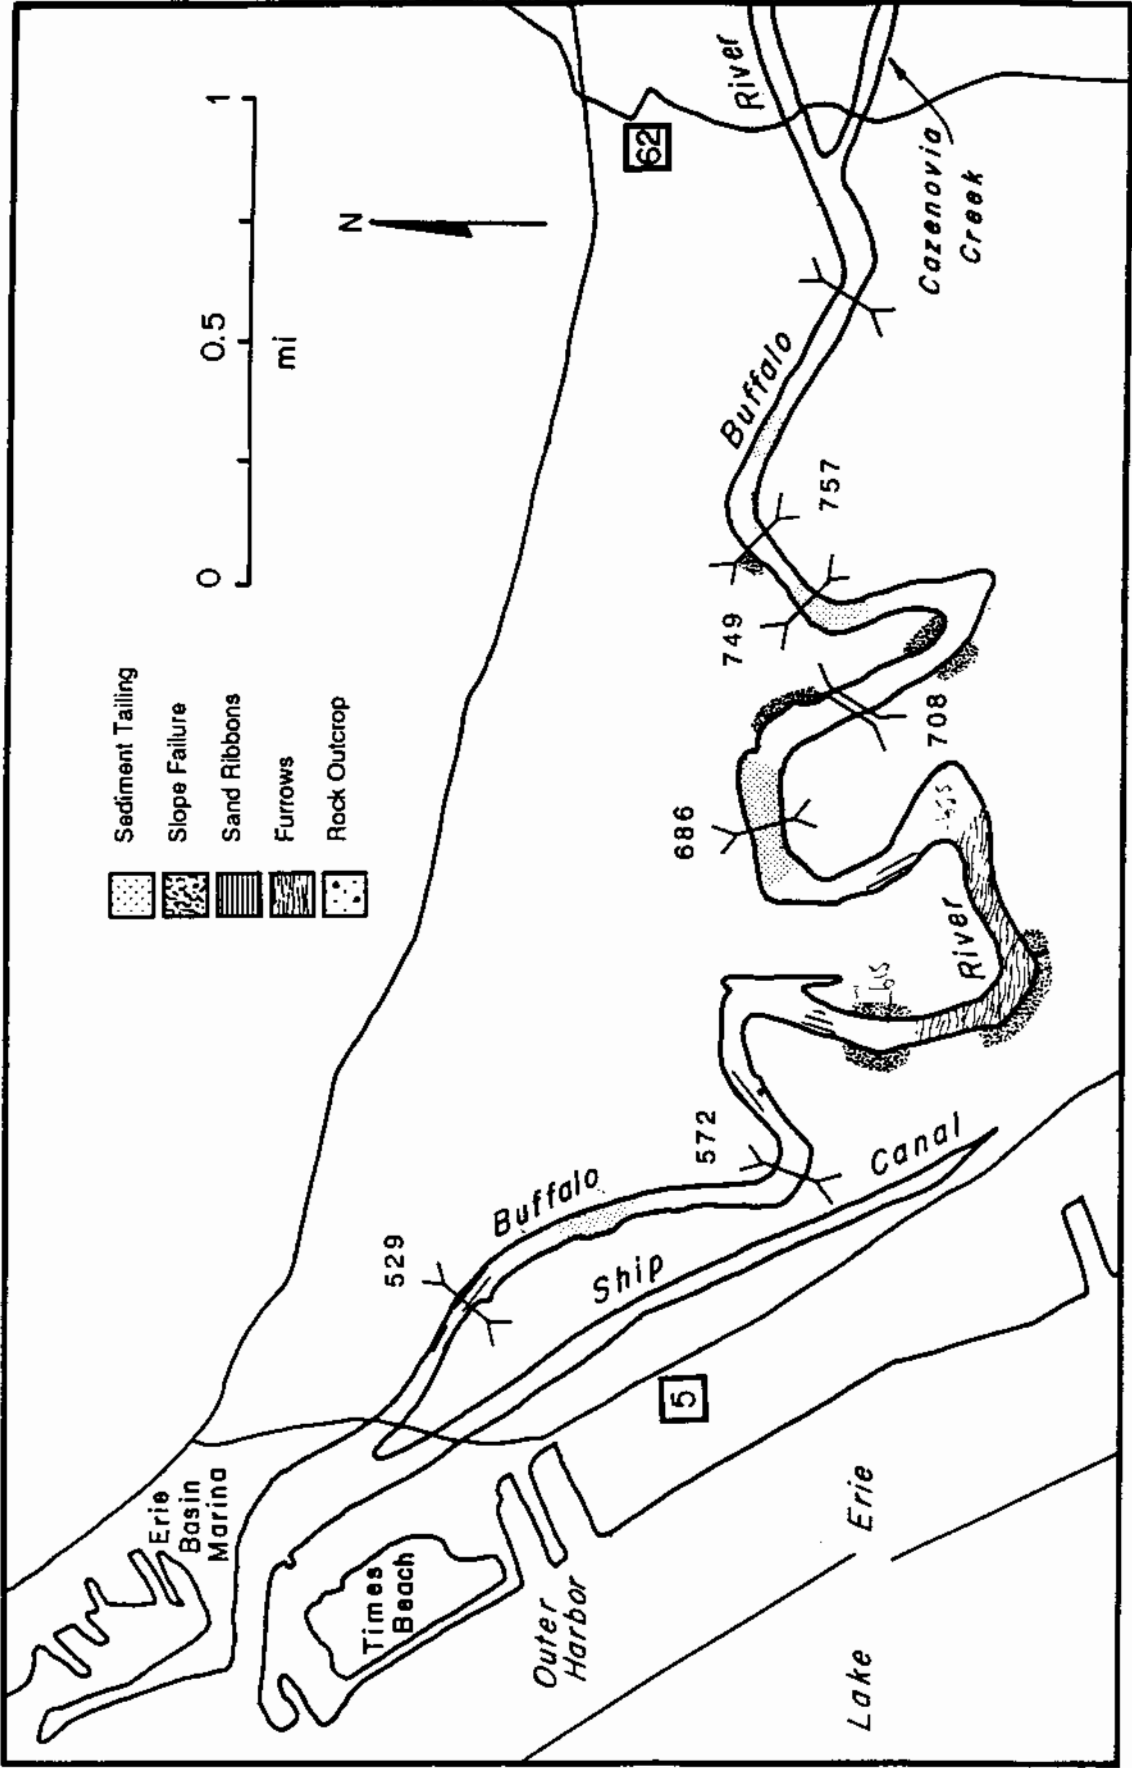 Sediment Tailing
Slope Failure
Sand Ribbons
Furrows
Rock Outcrop
0
0.5
1
mi
N
62
River
Cazenovia
Creek
Buffalo
757
749
708
686
River
572
Buffalo
529
Ship
Canal
5
Erie
Basin
Marina
Times
Beach
Outer
Harbor
Lake
Erie